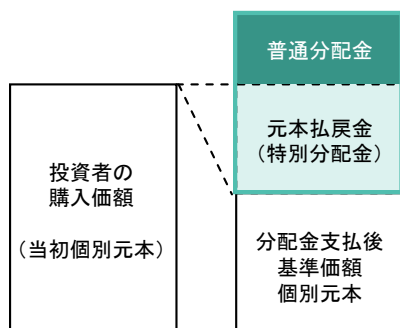 普通分配金
元本払戻金
（特別分配金）
投資者の
購入価額
（当初個別元本）
分配金支払後
基準価額
個別元本